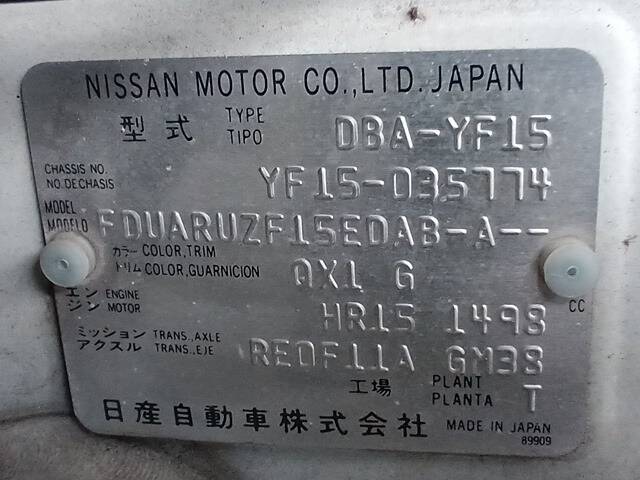 NISSAN MOTOR CO.,LTD. JAPAN
型式 TYPE TIPO DBA-YF15
CHASSIS NO. NO.DECHASIS YF15-035774
MODEL MODELO FDUARUZF15EDAB-A--
カラー COLOR,TRIM
トリム COLOR,GUARNICION QX1 G
エン ENGINE
ジン MOTOR HR15 1498 CC
ミッション TRANS.,AXLE
アクスル TRANS.,EJE RE0F11A GM38
工場 PLANT PLANTA T
日産自動車株式会社 MADE IN JAPAN
89909